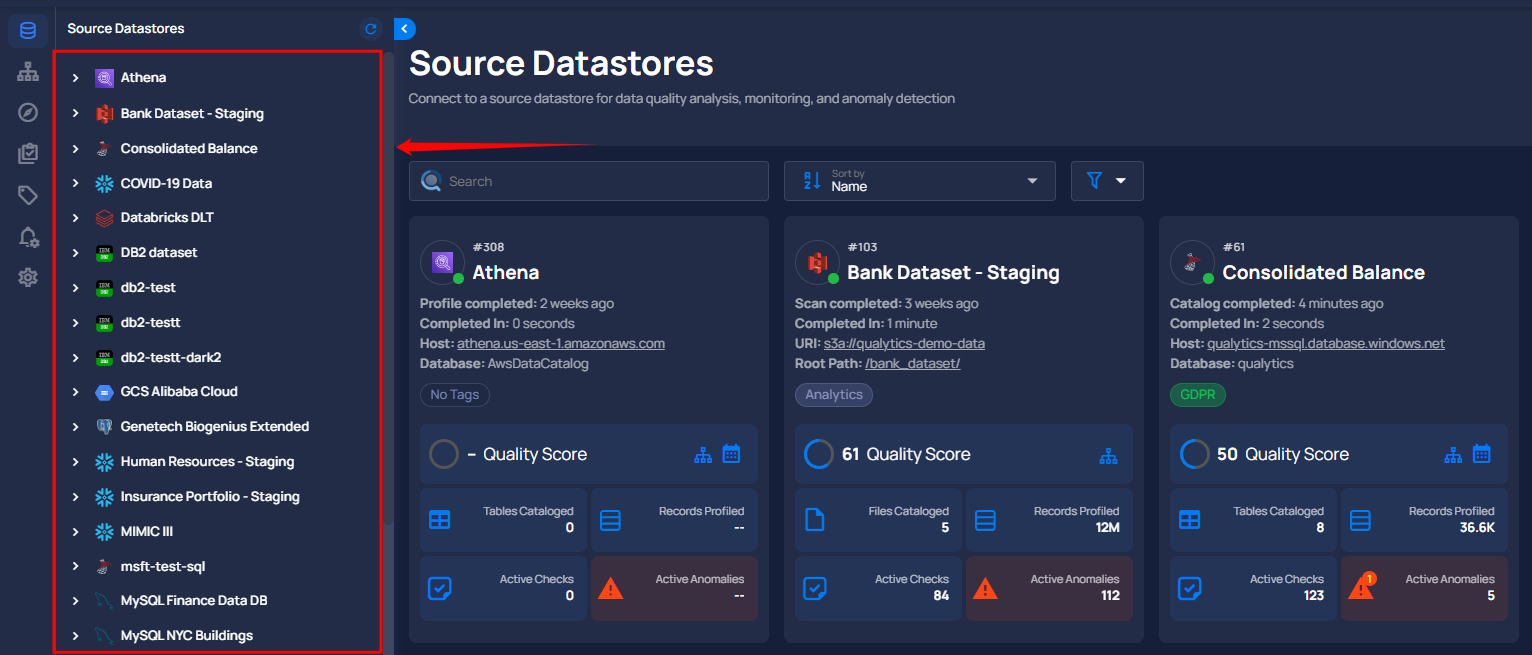 Source Datastores
Athena
Bank Dataset - Staging
Consolidated Balance
COVID-19 Data
Databricks DLT
DB2 dataset
db2-test
db2-testt
db2-testt-dark2
GCS Alibaba Cloud
Genetech Biogenius Extended
Human Resources - Staging
Insurance Portfolio - Staging
MIMIC III
msft-test-sql
MySQL Finance Data DB
MySQL NYC Buildings
Source Datastores
Connect to a source datastore for data quality analysis, monitoring, and anomaly detection
Search
Sort by
Name
#308
Athena
Profile completed: 2 weeks ago
Completed In: 0 seconds
Host: athena.us-east-1.amazonaws.com
Database: AwsDataCatalog
No Tags
– Quality Score
Tables Cataloged
0
Records Profiled
--
Active Checks
0
Active Anomalies
--
#103
Bank Dataset - Staging
Scan completed: 3 weeks ago
Completed In: 1 minute
URI: s3a://qualytics-demo-data
Root Path: /bank_dataset/
Analytics
61 Quality Score
Files Cataloged
5
Records Profiled
12M
Active Checks
84
Active Anomalies
112
#61
Consolidated Balance
Catalog completed: 4 minutes ago
Completed In: 2 seconds
Host: qualytics-mssql.database.windows.net
Database: qualytics
GDPR
50 Quality Score
Tables Cataloged
8
Records Profiled
36.6K
Active Checks
123
1
Active Anomalies
5